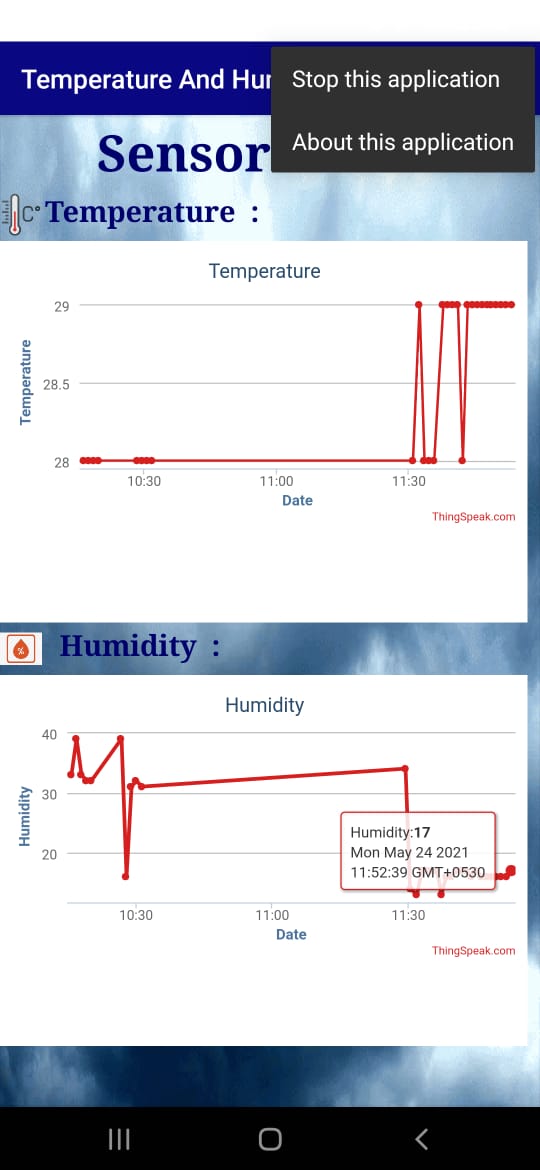 Temperature And Hu
Stop this application
About this application
Sensor
C° Temperature :
Temperature
29
28.5
28
Temperature
10:30 11:00 11:30
Date
ThingSpeak.com
% Humidity :
Humidity
40
30
20
Humidity
Humidity:17
Mon May 24 2021
11:52:39 GMT+0530
10:30 11:00 11:30
Date
ThingSpeak.com